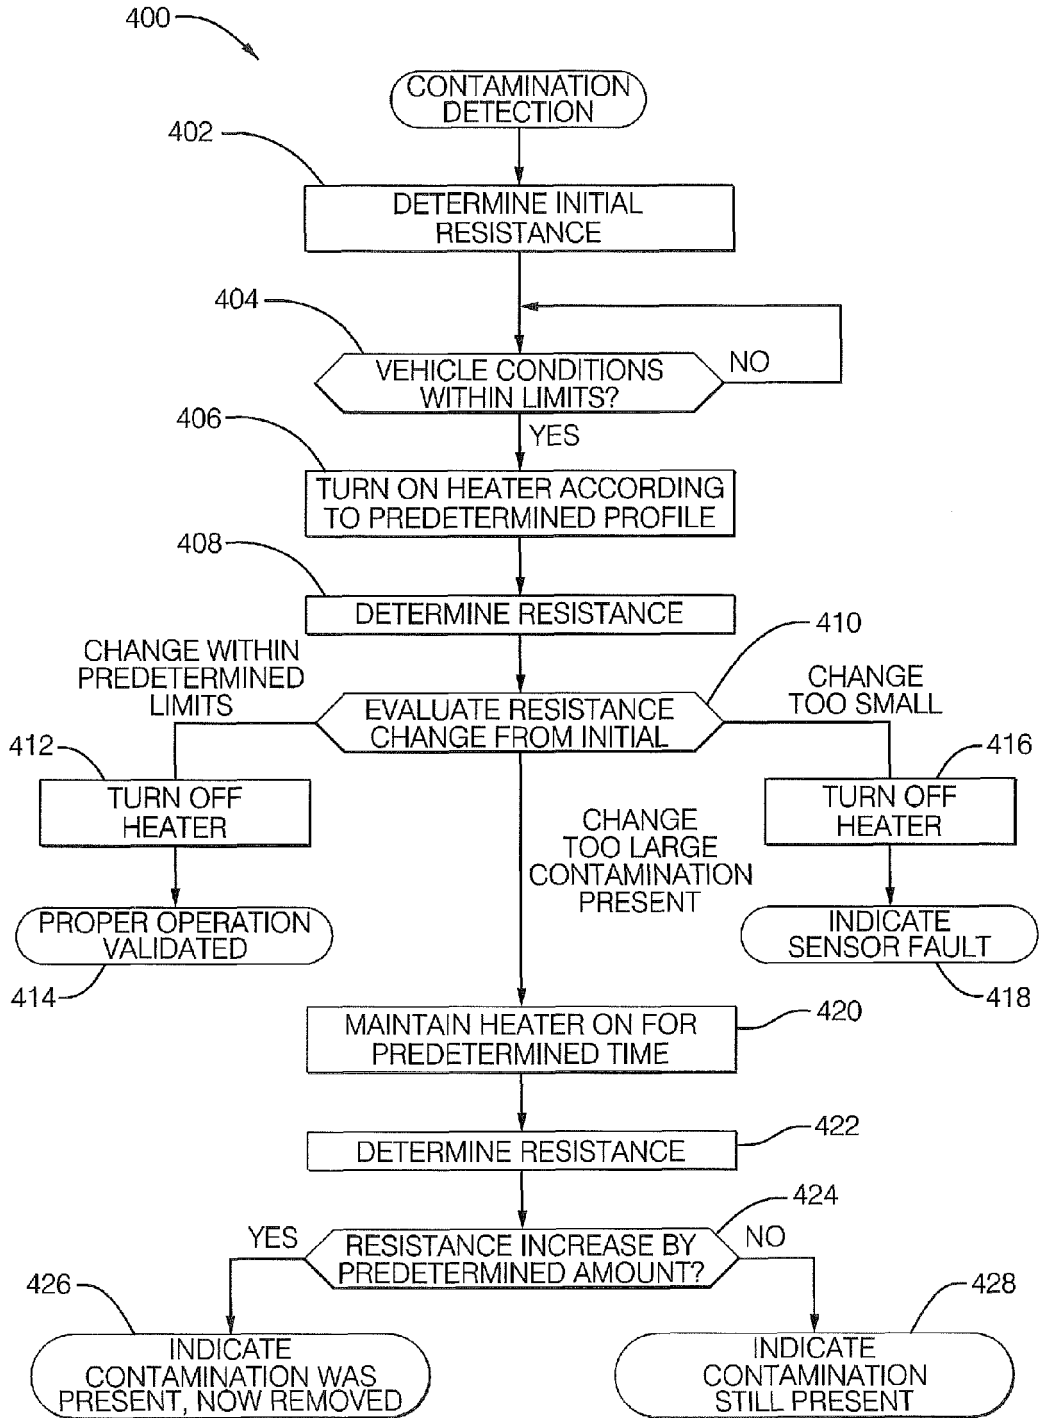 400
CONTAMINATION
DETECTION
402
DETERMINE INITIAL
RESISTANCE
404
VEHICLE CONDITIONS
WITHIN LIMITS?
NO
406
YES
TURN ON HEATER ACCORDING
TO PREDETERMINED PROFILE
408
DETERMINE RESISTANCE
410
CHANGE WITHIN
PREDETERMINED
LIMITS
EVALUATE RESISTANCE
CHANGE FROM INITIAL
CHANGE
TOO SMALL
412
TURN OFF
HEATER
416
TURN OFF
HEATER
CHANGE
TOO LARGE
CONTAMINATION
PRESENT
PROPER OPERATION
VALIDATED
414
INDICATE
SENSOR FAULT
418
MAINTAIN HEATER ON FOR
PREDETERMINED TIME
420
DETERMINE RESISTANCE
422
424
YES
RESISTANCE INCREASE BY
PREDETERMINED AMOUNT?
NO
426
INDICATE
CONTAMINATION WAS
PRESENT, NOW REMOVED
428
INDICATE
CONTAMINATION
STILL PRESENT